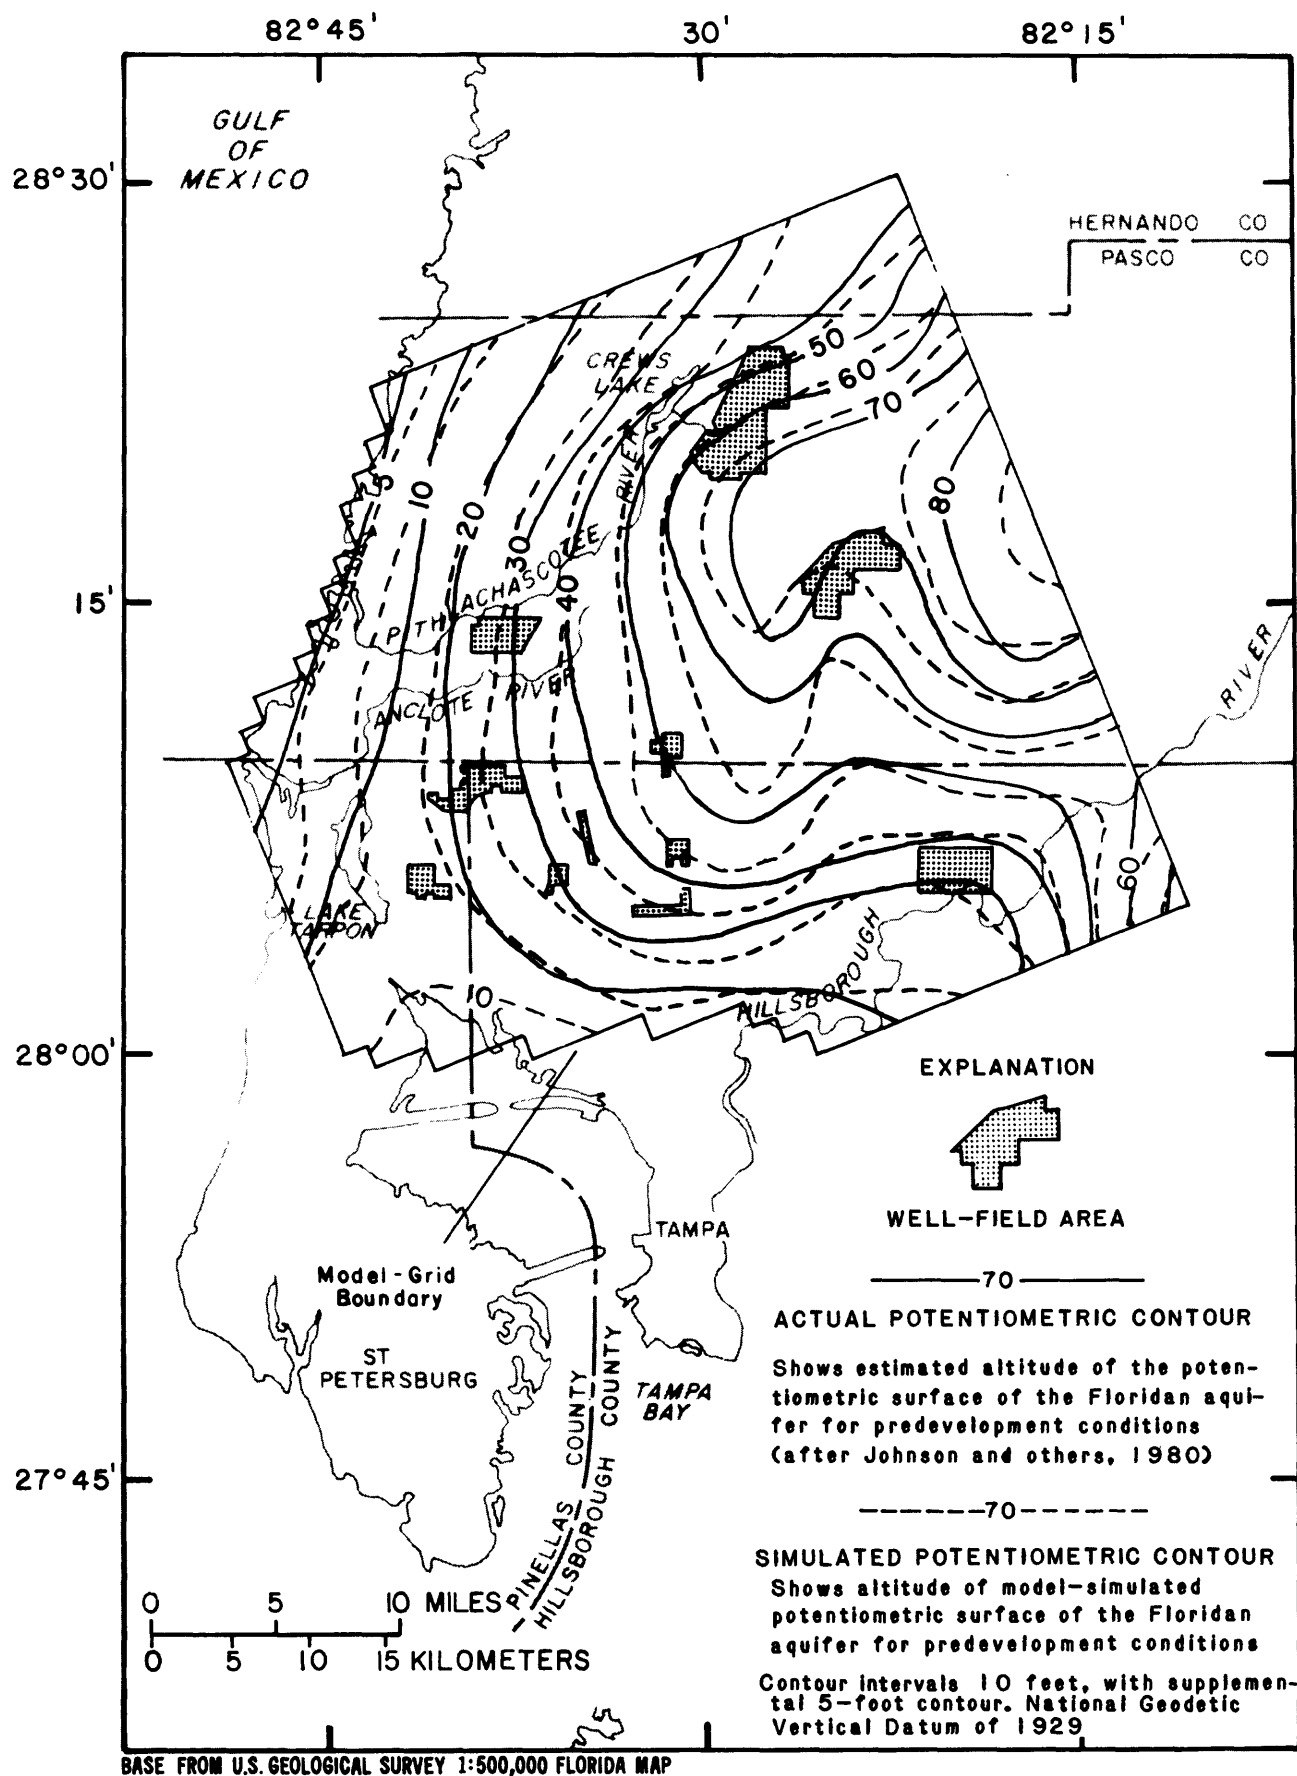 82°45'
30'
82°15'
GULF
OF
MEXICO
28°30'
HERNANDO CO
PASCO CO
CREWS
LAKE
50
60
70
RIVER
5
10
20
30
40
80
PITHLACHASCOTEE
15'
RIVER
ANCLOTE RIVER
60
LAKE
TARPON
0
HILLSBOROUGH
28°00'
EXPLANATION
WELL-FIELD AREA
TAMPA
70
Model-Grid
Boundary
ACTUAL POTENTIOMETRIC CONTOUR
ST
PETERSBURG
Shows estimated altitude of the poten-
tiometric surface of the Floridan aqui-
fer for predevelopment conditions
(after Johnson and others, 1980)
TAMPA
BAY
27°45'
PINELLAS COUNTY
HILLSBOROUGH COUNTY
70
SIMULATED POTENTIOMETRIC CONTOUR
Shows altitude of model-simulated
potentiometric surface of the Floridan
aquifer for predevelopment conditions
0 5 10 MILES
0 5 10 15 KILOMETERS
Contour intervals 10 feet, with supplemen-
tal 5-foot contour. National Geodetic
Vertical Datum of 1929
BASE FROM U.S. GEOLOGICAL SURVEY 1:500,000 FLORIDA MAP